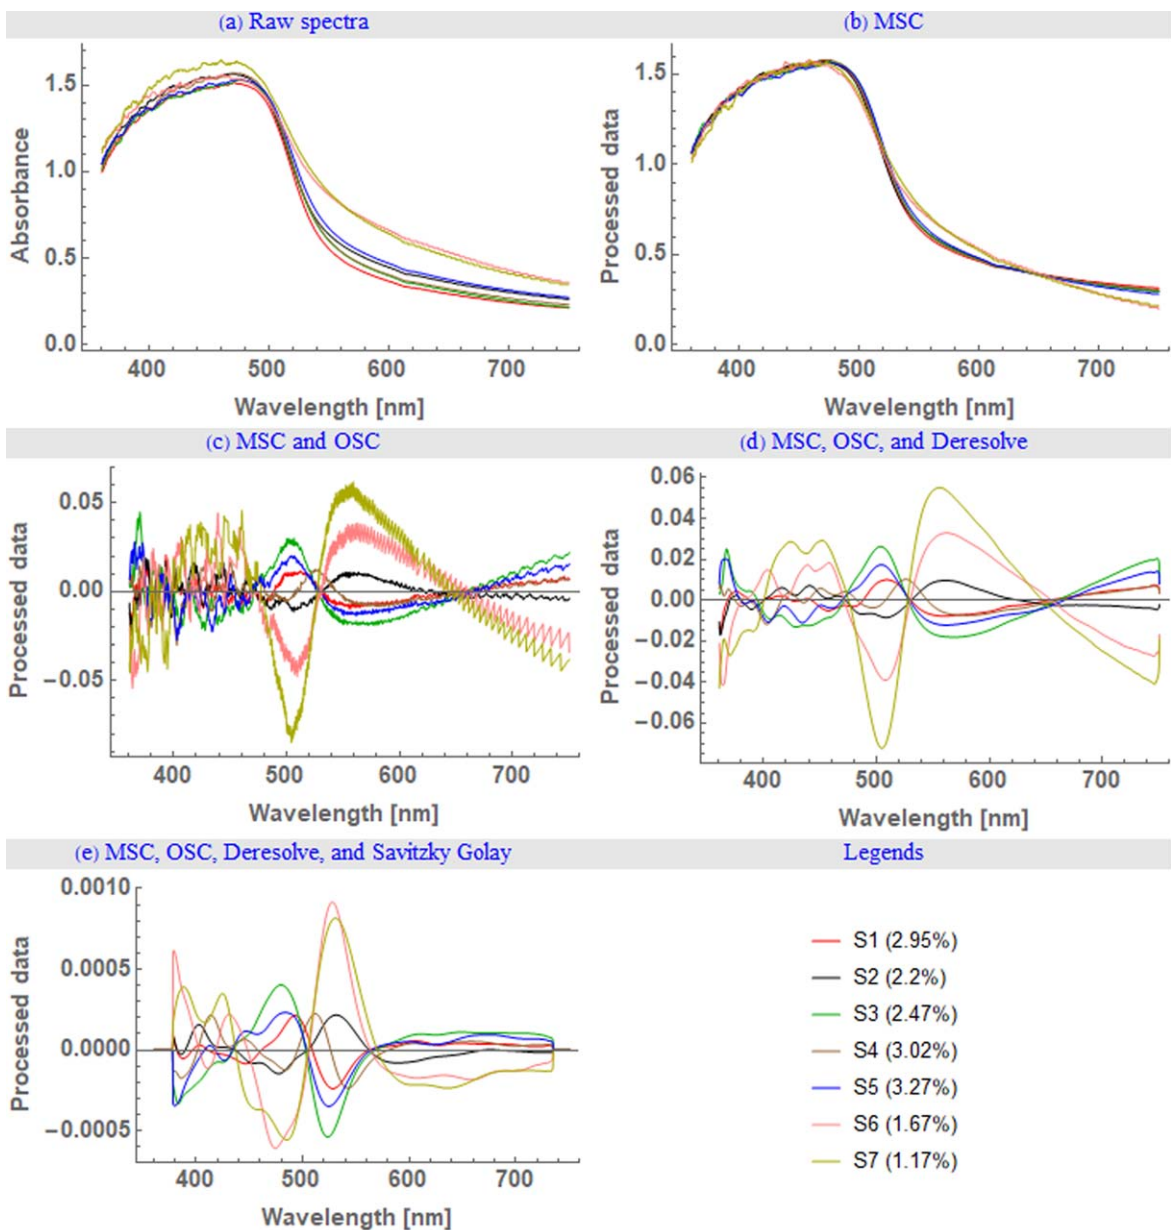 (a) Raw spectra
(b) MSC
Absorbance
1.5
1.0
0.5
0.0
400 500 600 700
Wavelength [nm]
Processed data
1.5
1.0
0.5
0.0
400 500 600 700
Wavelength [nm]
(c) MSC and OSC
(d) MSC, OSC, and Deresolve
Processed data
0.05
0.00
−0.05
400 500 600 700
Wavelength [nm]
Processed data
0.06
0.04
0.02
0.00
−0.02
−0.04
−0.06
400 500 600 700
Wavelength [nm]
(e) MSC, OSC, Deresolve, and Savitzky Golay
Legends
Processed data
0.0010
0.0005
0.0000
−0.0005
400 500 600 700
Wavelength [nm]
S1 (2.95%)
S2 (2.2%)
S3 (2.47%)
S4 (3.02%)
S5 (3.27%)
S6 (1.67%)
S7 (1.17%)